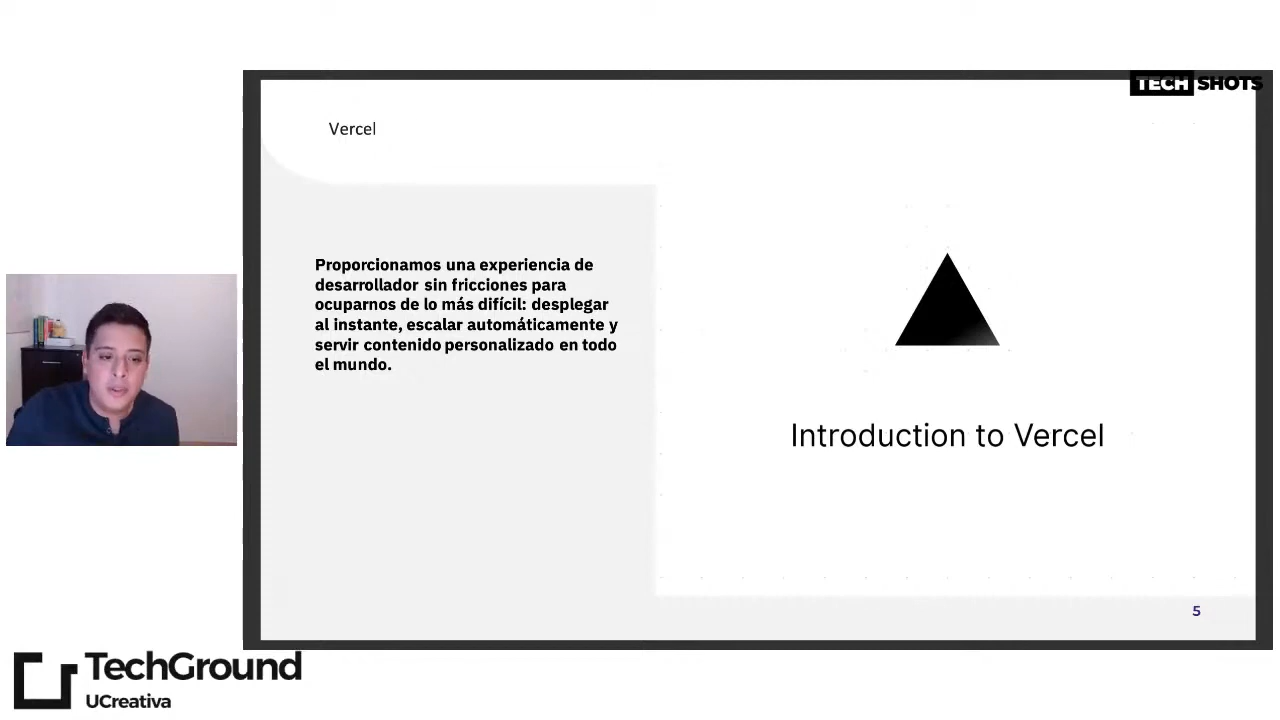 TECH SHOTS
Vercel
Proporcionamos una experiencia de
desarrollador sin fricciones para
ocuparnos de lo más difícil: desplegar
al instante, escalar automáticamente y
servir contenido personalizado en todo
el mundo.
Introduction to Vercel
5
TechGround
UCreativa